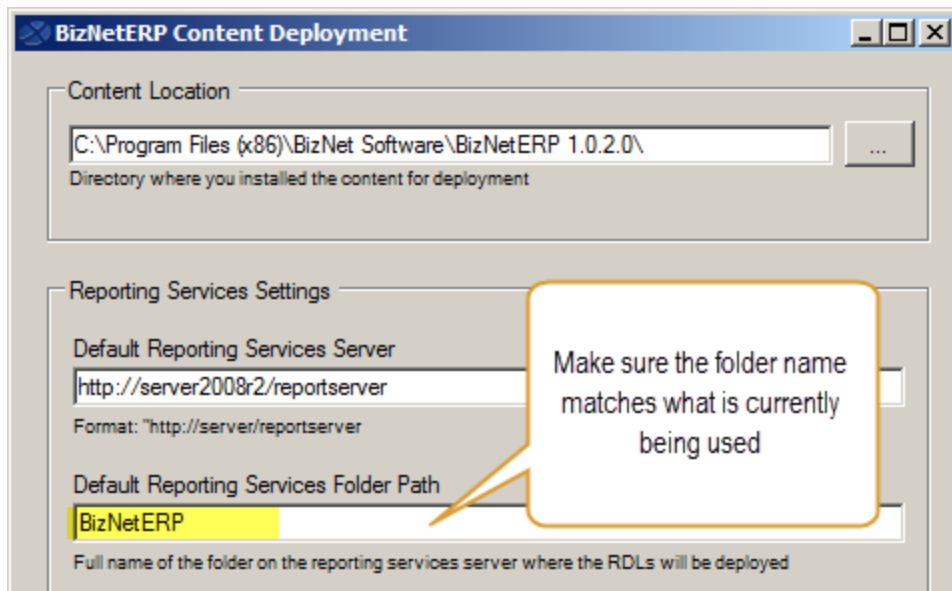 BizNetERP Content Deployment
Content Location
C:\Program Files (x86)\BizNet Software\BizNetERP 1.0.2.0\
...
Directory where you installed the content for deployment
Reporting Services Settings
Default Reporting Services Server
http://server2008r2/reportserver
Format: "http://server/reportserver
Make sure the folder name
matches what is currently
being used
Default Reporting Services Folder Path
BizNetERP
Full name of the folder on the reporting services server where the RDLs will be deployed